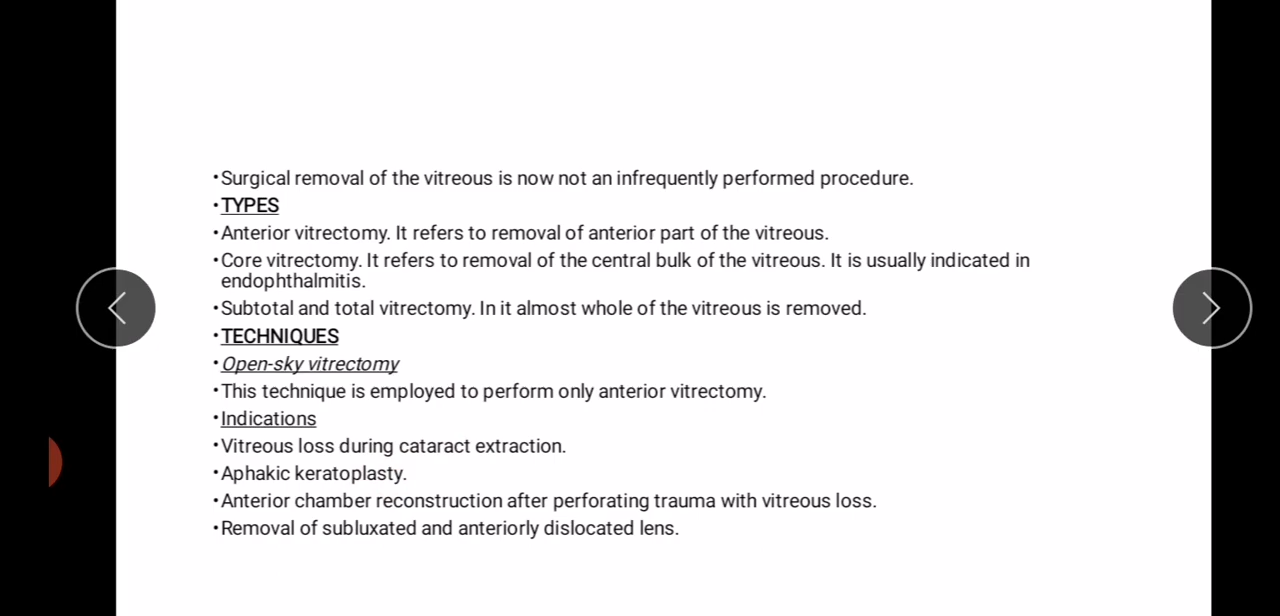 •Surgical removal of the vitreous is now not an infrequently performed procedure.
•TYPES
•Anterior vitrectomy. It refers to removal of anterior part of the vitreous.
•Core vitrectomy. It refers to removal of the central bulk of the vitreous. It is usually indicated in
endophthalmitis.
•Subtotal and total vitrectomy. In it almost whole of the vitreous is removed.
•TECHNIQUES
•Open-sky vitrectomy
•This technique is employed to perform only anterior vitrectomy.
•Indications
•Vitreous loss during cataract extraction.
•Aphakic keratoplasty.
•Anterior chamber reconstruction after perforating trauma with vitreous loss.
•Removal of subluxated and anteriorly dislocated lens.